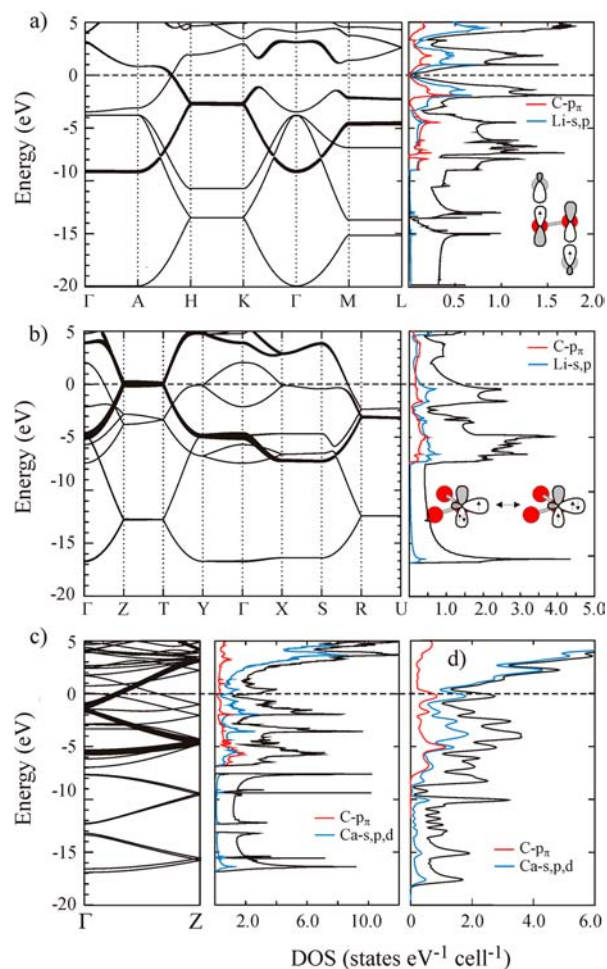 a)
Energy (eV)
5
0
-5
-10
-15
-20
Γ A H K Γ M L
C-pπ
Li-s,p
0.5 1.0 1.5 2.0
b)
Energy (eV)
5
0
-5
-10
-15
-20
Γ Z T Y Γ X S R U
C-pπ
Li-s,p
1.0 2.0 3.0 4.0 5.0
c)
Energy (eV)
5
0
-5
-10
-15
-20
Γ Z
C-pπ
Ca-s,p,d
2.0 6.0 10.0
d)
C-pπ
Ca-s,p,d
0 2.0 4.0 6.0
DOS (states eV⁻¹ cell⁻¹)